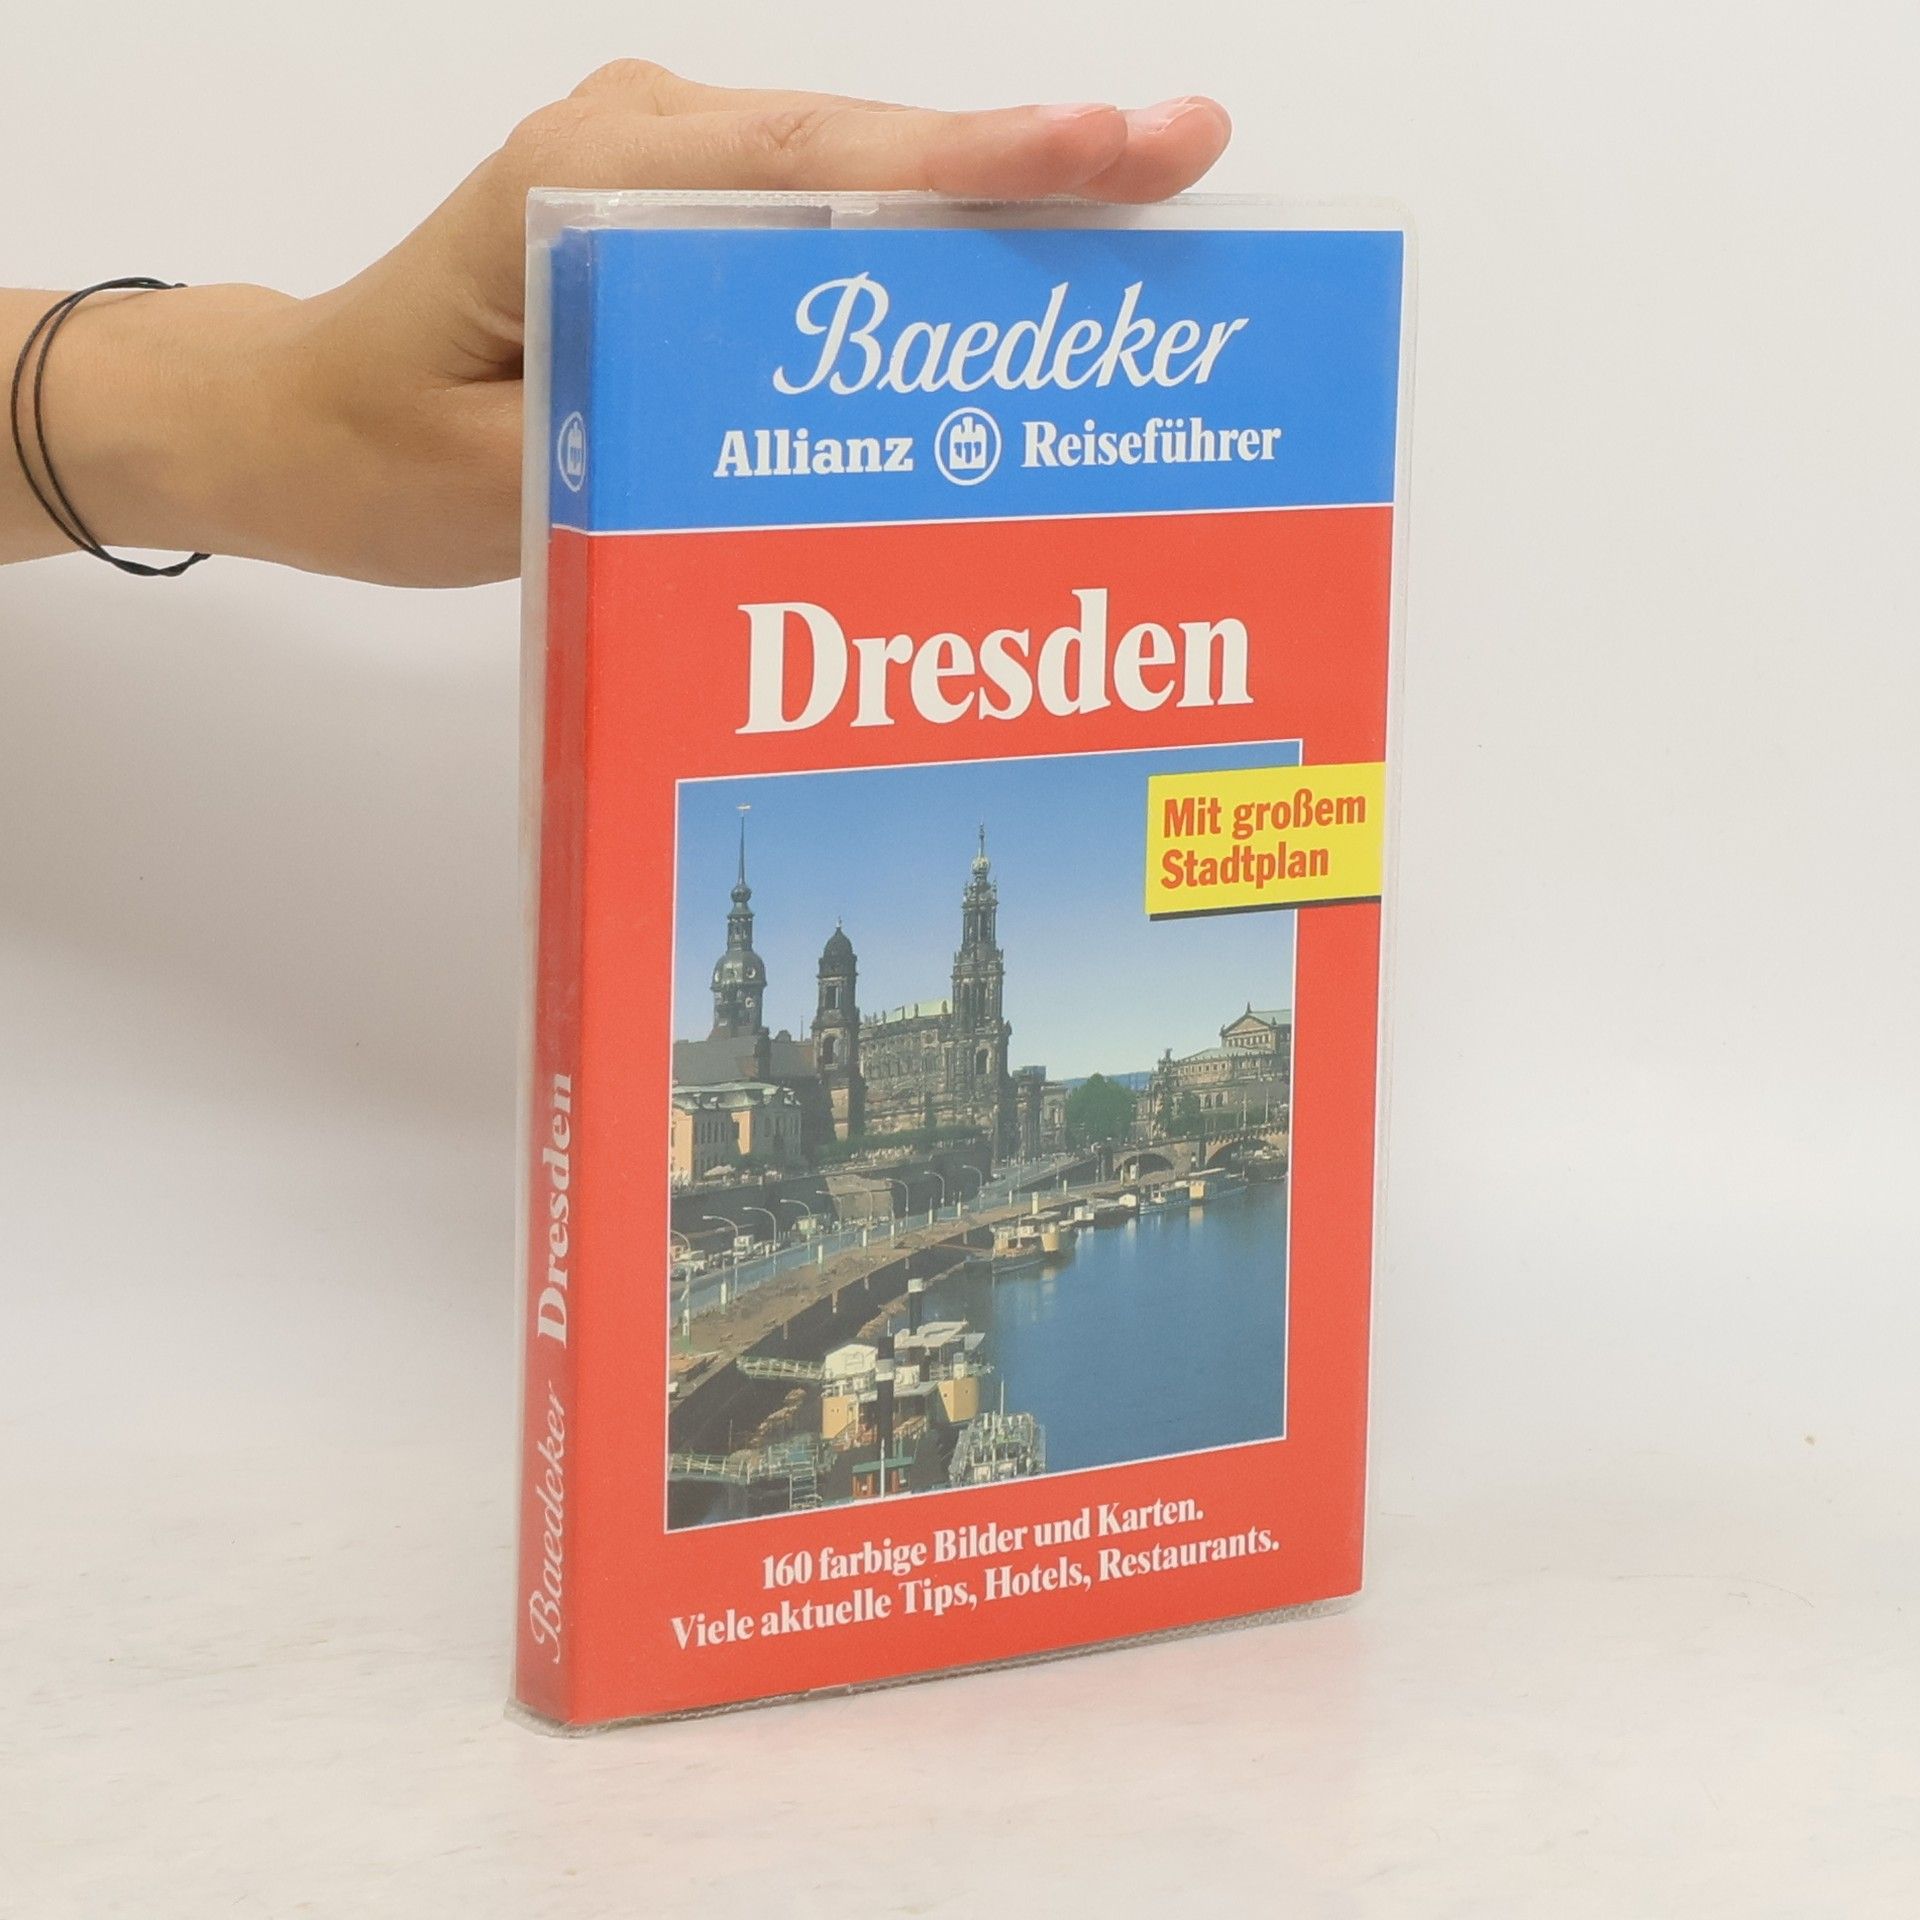 Baedeker
Allianz Reiseführer
Dresden
Mit großem
Stadtplan
160 farbige Bilder und Karten.
Viele aktuelle Tips, Hotels, Restaurants.
Baedeker Dresden